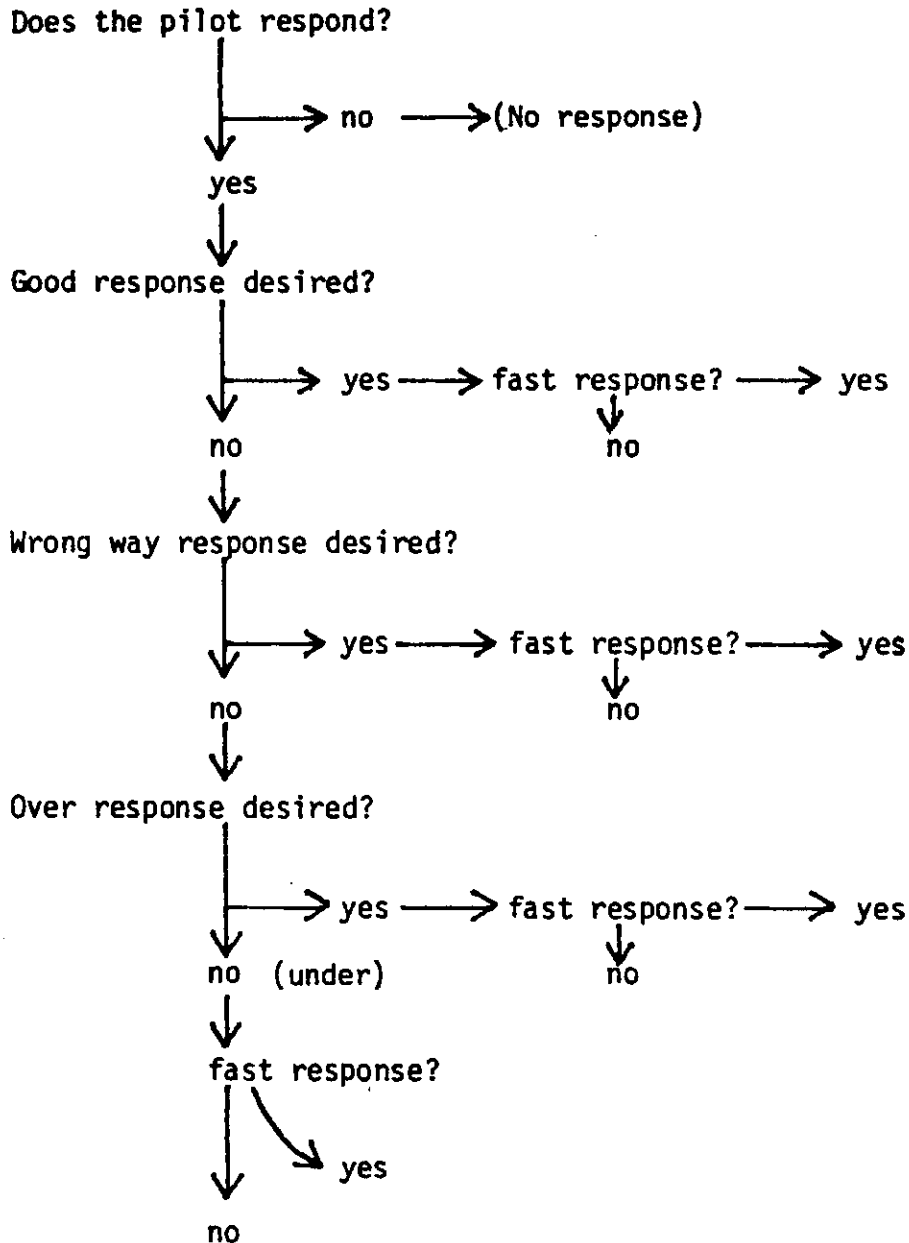 Does the pilot respond?
no (No response)
yes
Good response desired?
yes fast response? yes
no no
Wrong way response desired?
yes fast response? yes
no no
Over response desired?
yes fast response? yes
no (under) no
fast response?
yes
no